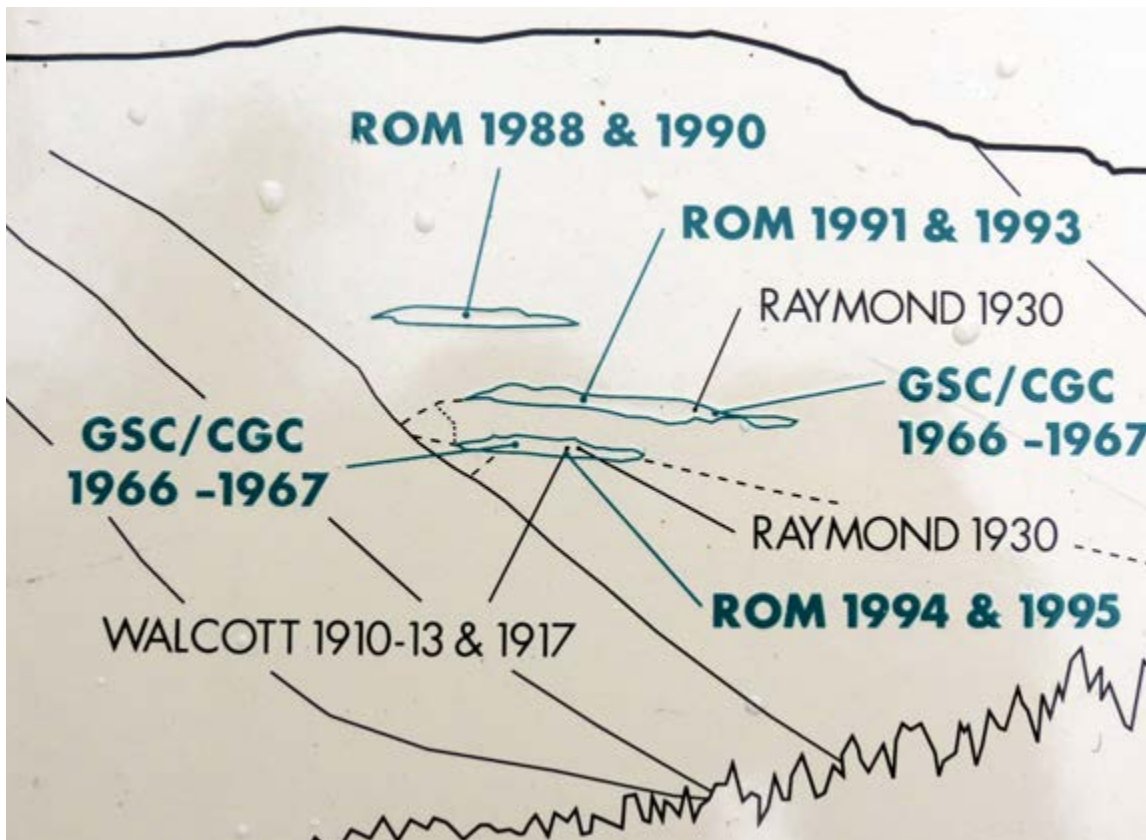 ROM 1988 & 1990
ROM 1991 & 1993
RAYMOND 1930
GSC/CGC
1966 -1967
GSC/CGC
1966 -1967
RAYMOND 1930
ROM 1994 & 1995
WALCOTT 1910-13 & 1917